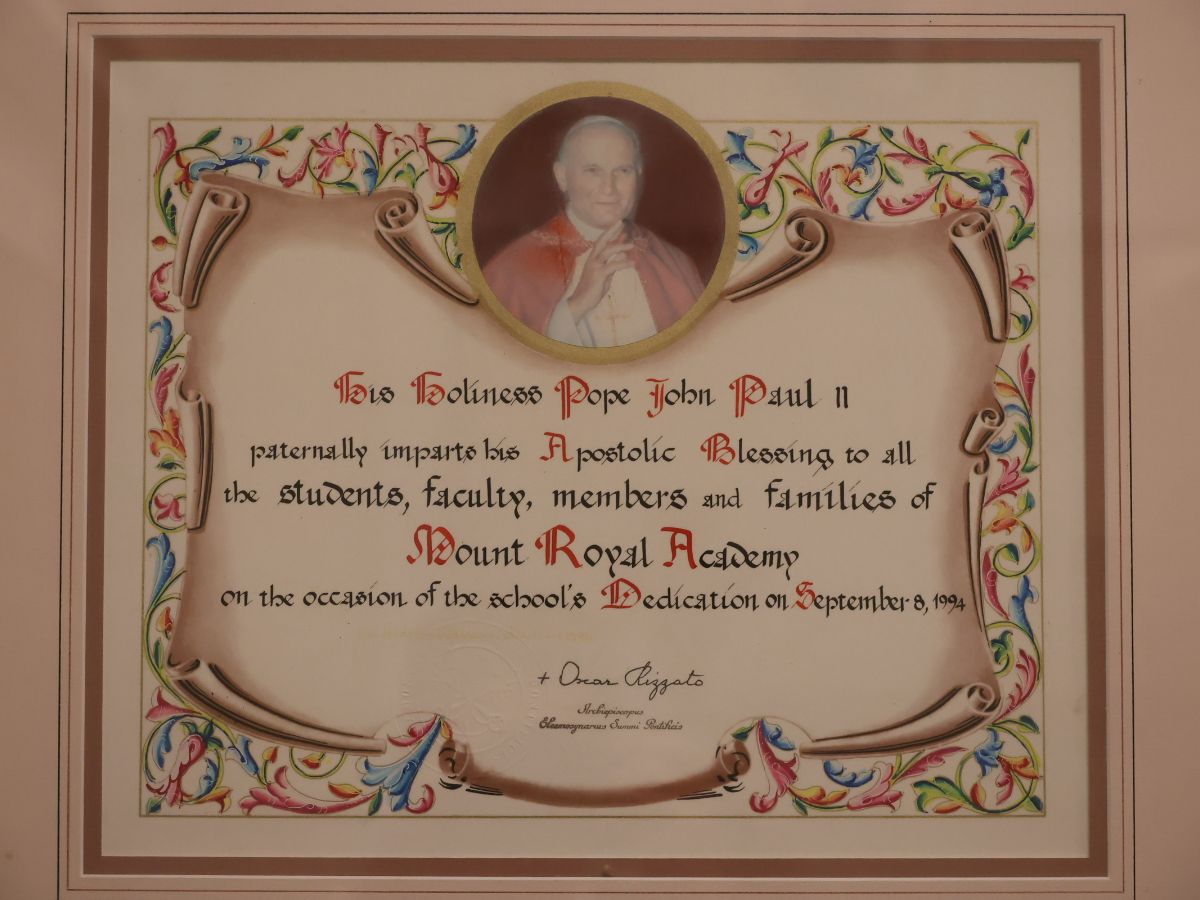 His Holiness Pope John Paul II
paternally imparts his Apostolic Blessing to all
the students, faculty, members and families of
Mount Royal Academy
on the occasion of the school's Dedication on September 8, 1994
+ Oscar Rizzato
Archiepiscopus
Eleemosynarius Summi Pontificis